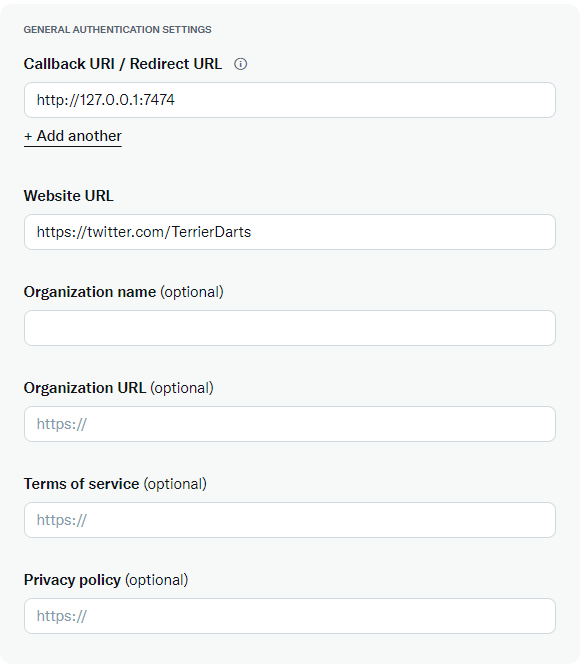 GENERAL AUTHENTICATION SETTINGS
Callback URI / Redirect URL
http://127.0.0.1:7474
+ Add another
Website URL
https://twitter.com/TerrierDarts
Organization name (optional)
Organization URL (optional)
https://
Terms of service (optional)
https://
Privacy policy (optional)
https://